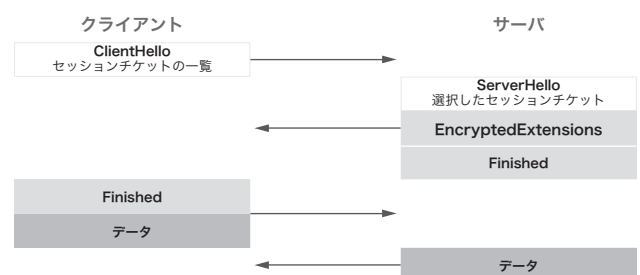 クライアント
サーバ
ClientHello
セッションチケットの一覧
ServerHello
選択したセッションチケット
EncryptedExtensions
Finished
Finished
データ
データ